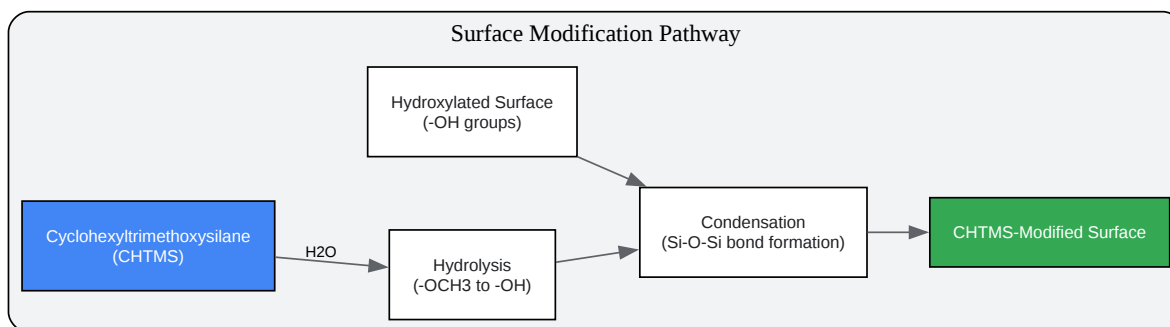 Surface Modification Pathway
Hydroxylated Surface
(-OH groups)
Cyclohexyltrimethoxysilane
(CHTMS)
H2O
Hydrolysis
(-OCH3 to -OH)
Condensation
(Si-O-Si bond formation)
CHTMS-Modified Surface